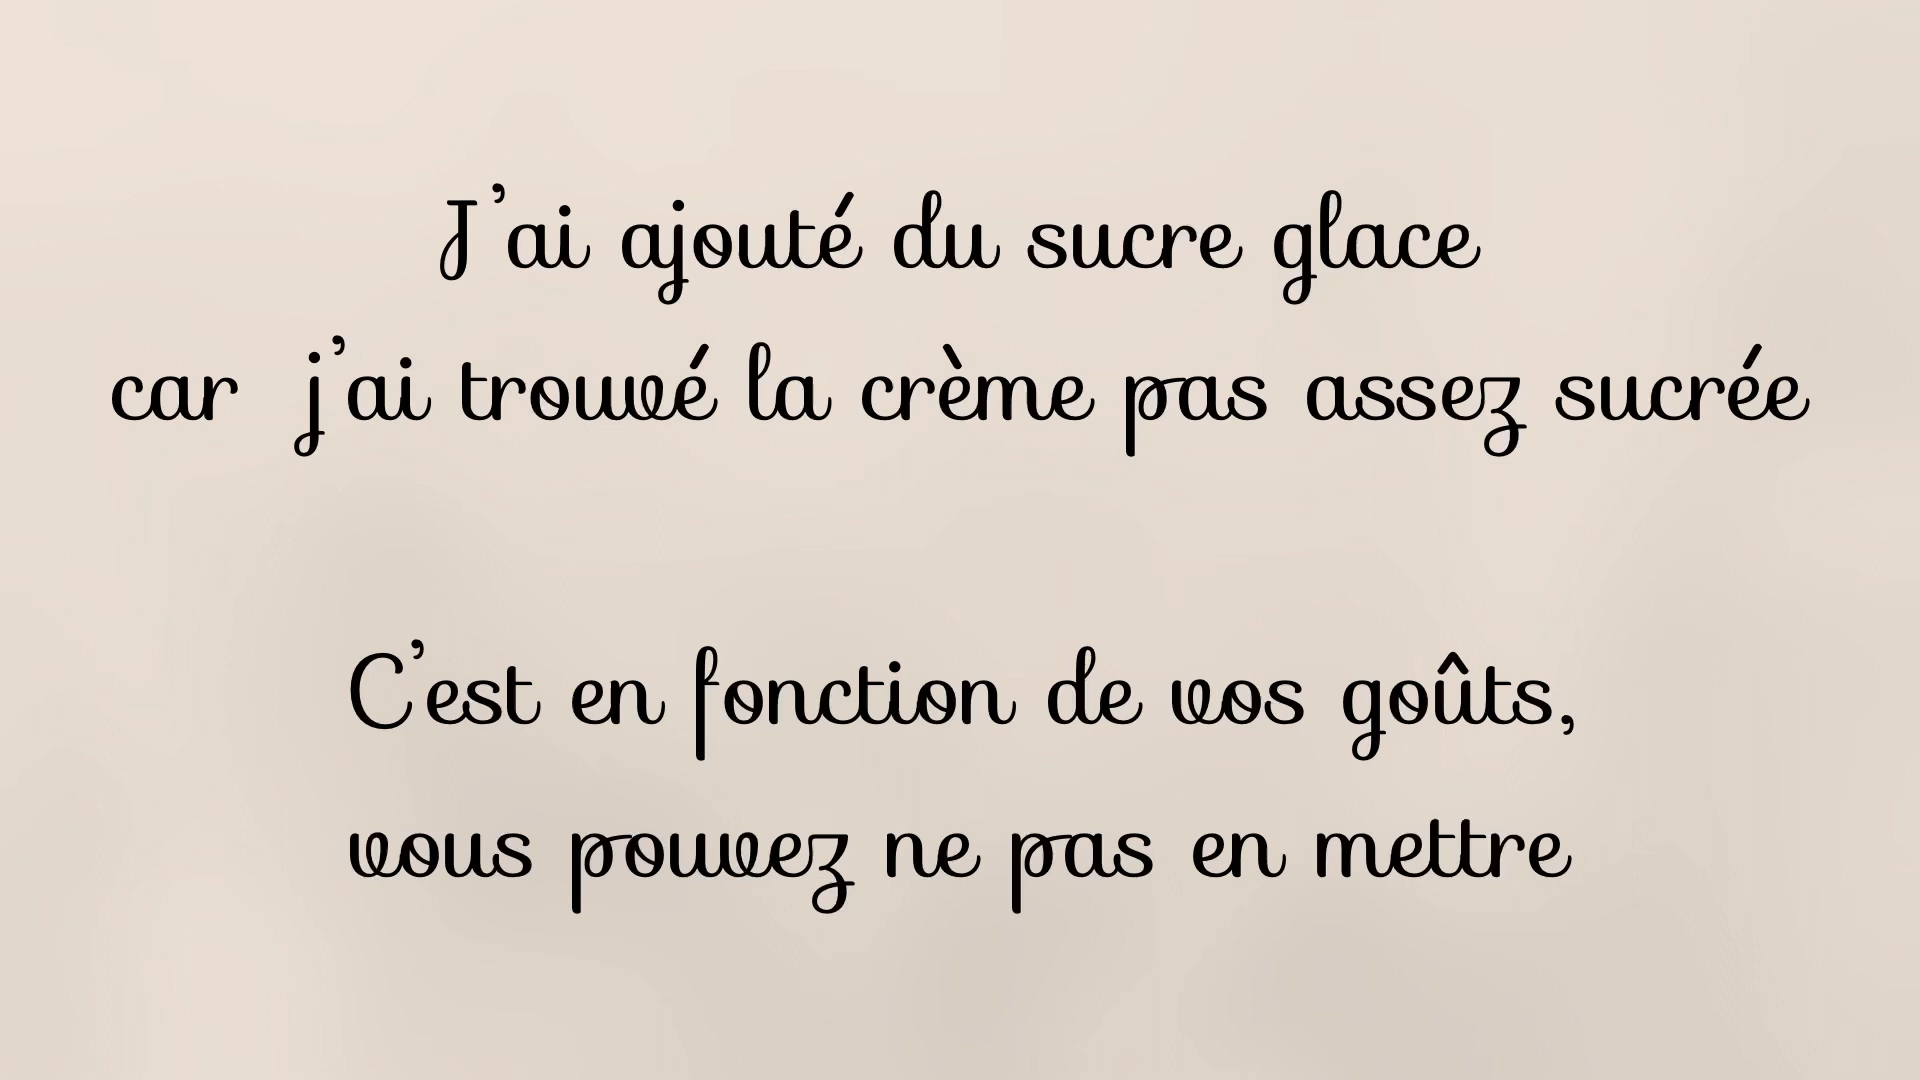 J'ai ajouté du sucre glace
car j'ai trouvé la crème pas assez sucrée
C'est en fonction de vos goûts,
vous pouvez ne pas en mettre